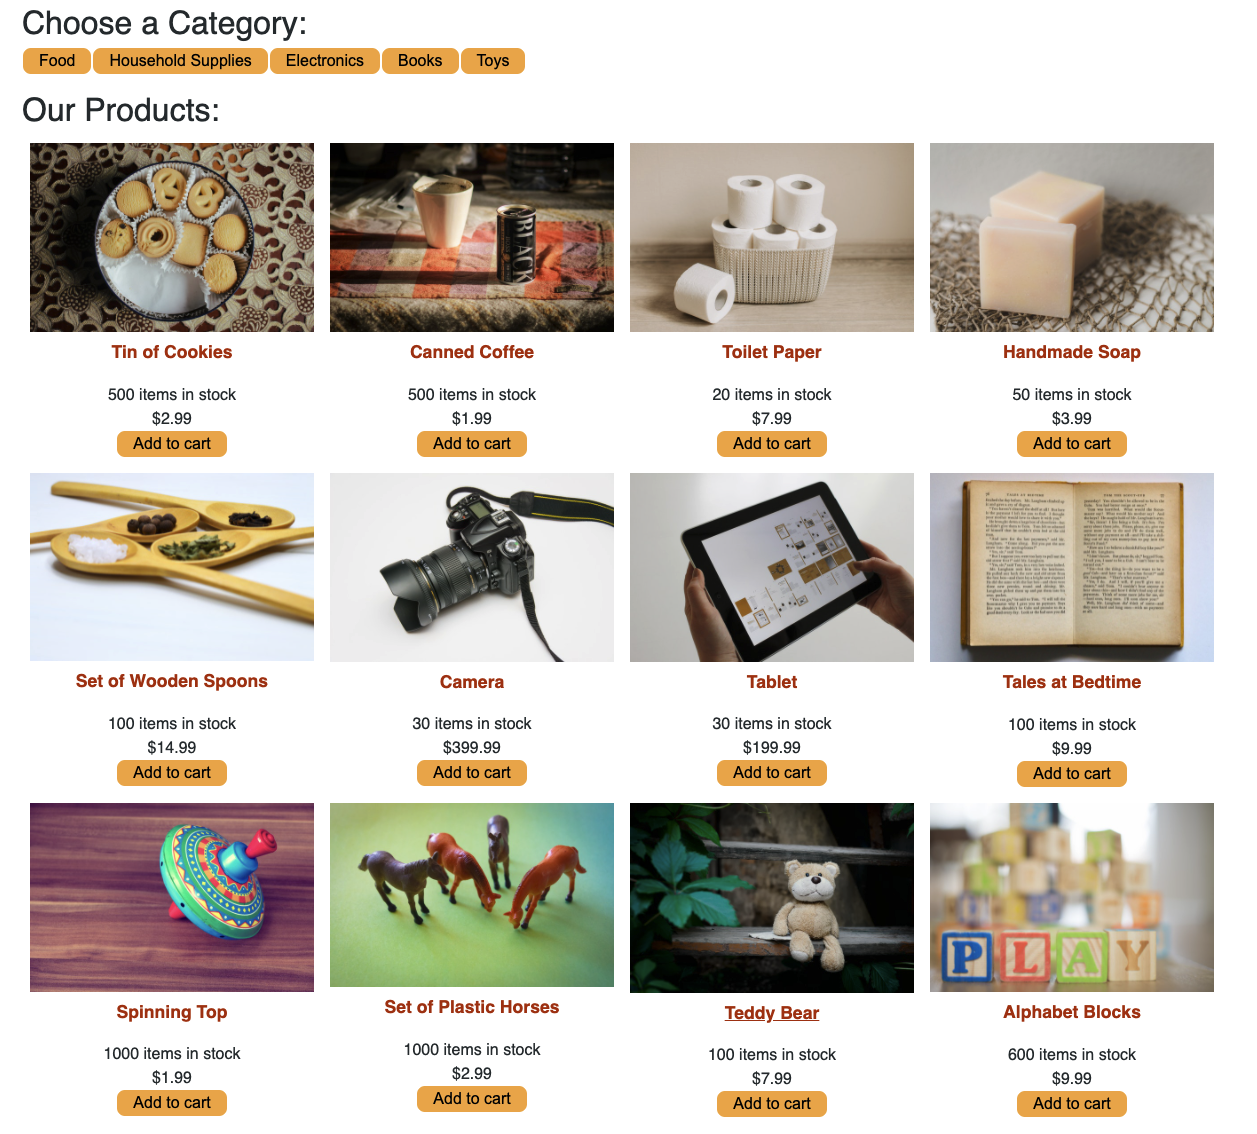 Choose a Category:
Food Household Supplies Electronics Books Toys
Our Products:
BLACK
Tin of Cookies Canned Coffee Toilet Paper Handmade Soap
500 items in stock 500 items in stock 20 items in stock 50 items in stock
$2.99 $1.99 $7.99 $3.99
Add to cart Add to cart Add to cart Add to cart
Set of Wooden Spoons Camera Tablet Tales at Bedtime
100 items in stock 30 items in stock 30 items in stock 100 items in stock
$14.99 $399.99 $199.99 $9.99
Add to cart Add to cart Add to cart Add to cart
PLAY
Spinning Top Set of Plastic Horses Teddy Bear Alphabet Blocks
1000 items in stock 1000 items in stock 100 items in stock 600 items in stock
$1.99 $2.99 $7.99 $9.99
Add to cart Add to cart Add to cart Add to cart